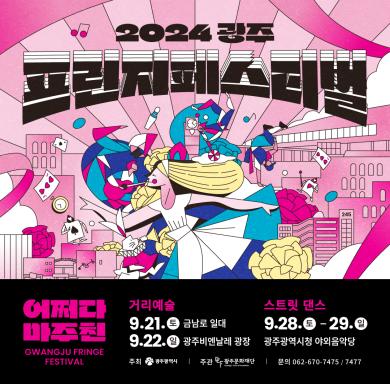 2024 광주
프린지페스티벌
245
어쩌다
마주친
GWANGJU FRINGE
FESTIVAL
거리예술
9.21.토 금남로 일대
9.22.일 광주비엔날레 광장
스트릿 댄스
9.28.토 - 29.일
광주광역시청 야외음악당
주최 광주광역시 | 주관 광주문화재단 | 문의 062-670-7475 / 7477